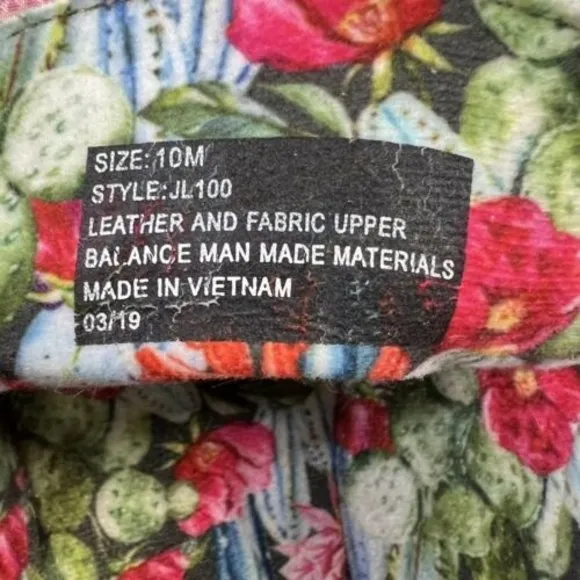 SIZE: 10M
STYLE: JL100
LEATHER AND FABRIC UPPER
BALANCE MAN MADE MATERIALS
MADE IN VIETNAM
03/19